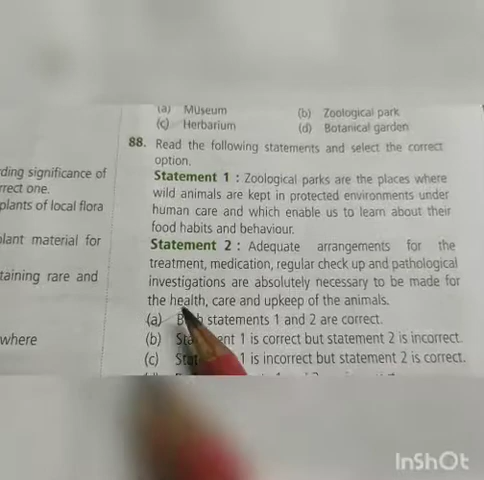 (a) Museum (b) Zoological park
(c) Herbarium (d) Botanical garden
88. Read the following statements and select the correct
option.
Statement 1 : Zoological parks are the places where
wild animals are kept in protected environments under
human care and which enable us to learn about their
food habits and behaviour.
Statement 2 : Adequate arrangements for the
treatment, medication, regular check up and pathological
investigations are absolutely necessary to be made for
the health, care and upkeep of the animals.
(a) statements 1 and 2 are correct.
(b) 1 is correct but statement 2 is incorrect.
(c) 1 is incorrect but statement 2 is correct.
ding significance of
rrect one.
plants of local flora
lant material for
taining rare and
where
InShOt